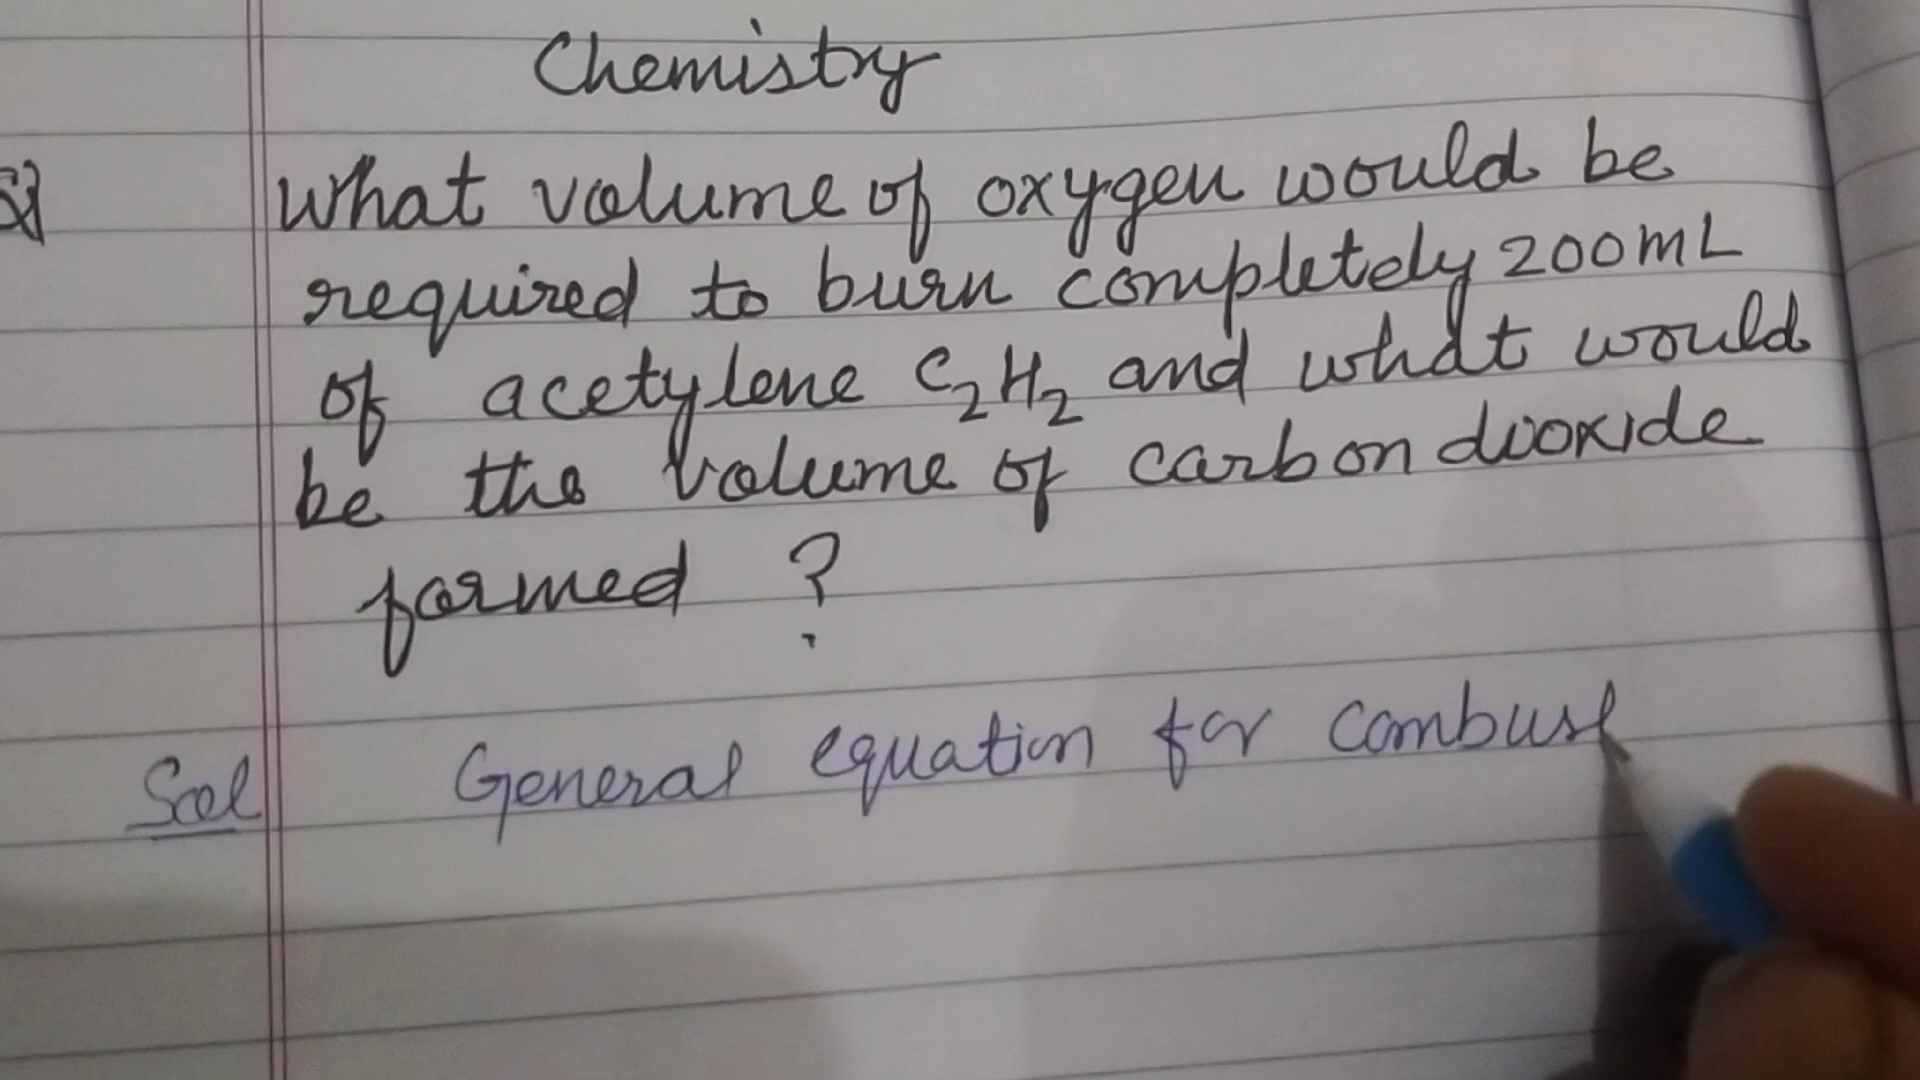 Chemistry
Q) What volume of oxygen would be
required to burn completely 200mL
of acetylene C₂H₂ and what would
be the volume of carbon dioxide
formed ?
Sol General equation for combust